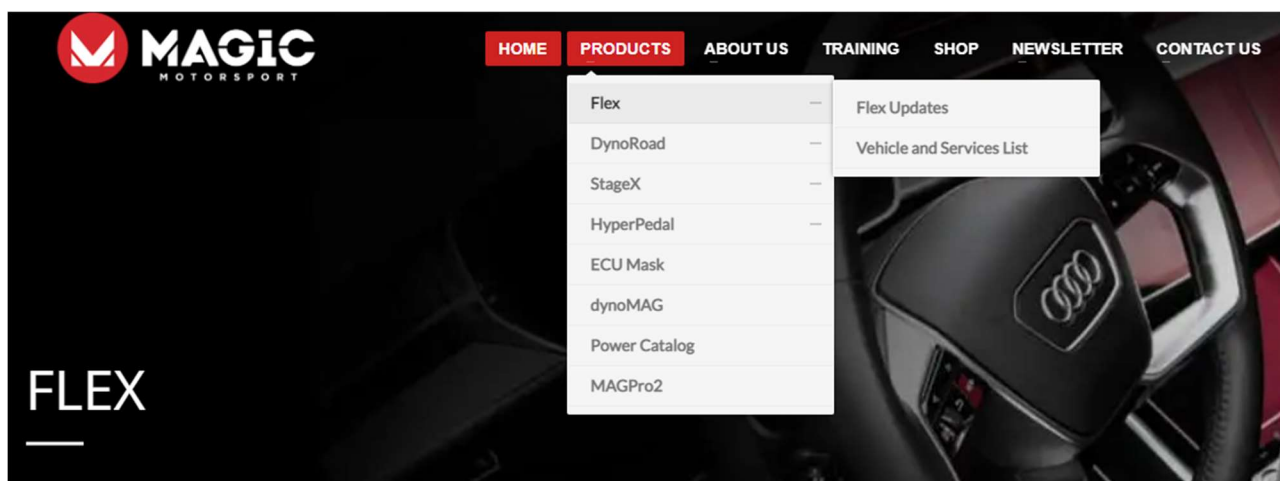 MAGiC
MOTORSPORT
HOME PRODUCTS ABOUT US TRAINING SHOP NEWSLETTER CONTACT US
Flex
Flex Updates
DynoRoad
Vehicle and Services List
StageX
HyperPedal
ECU Mask
dynoMAG
Power Catalog
MAGPro2
FLEX